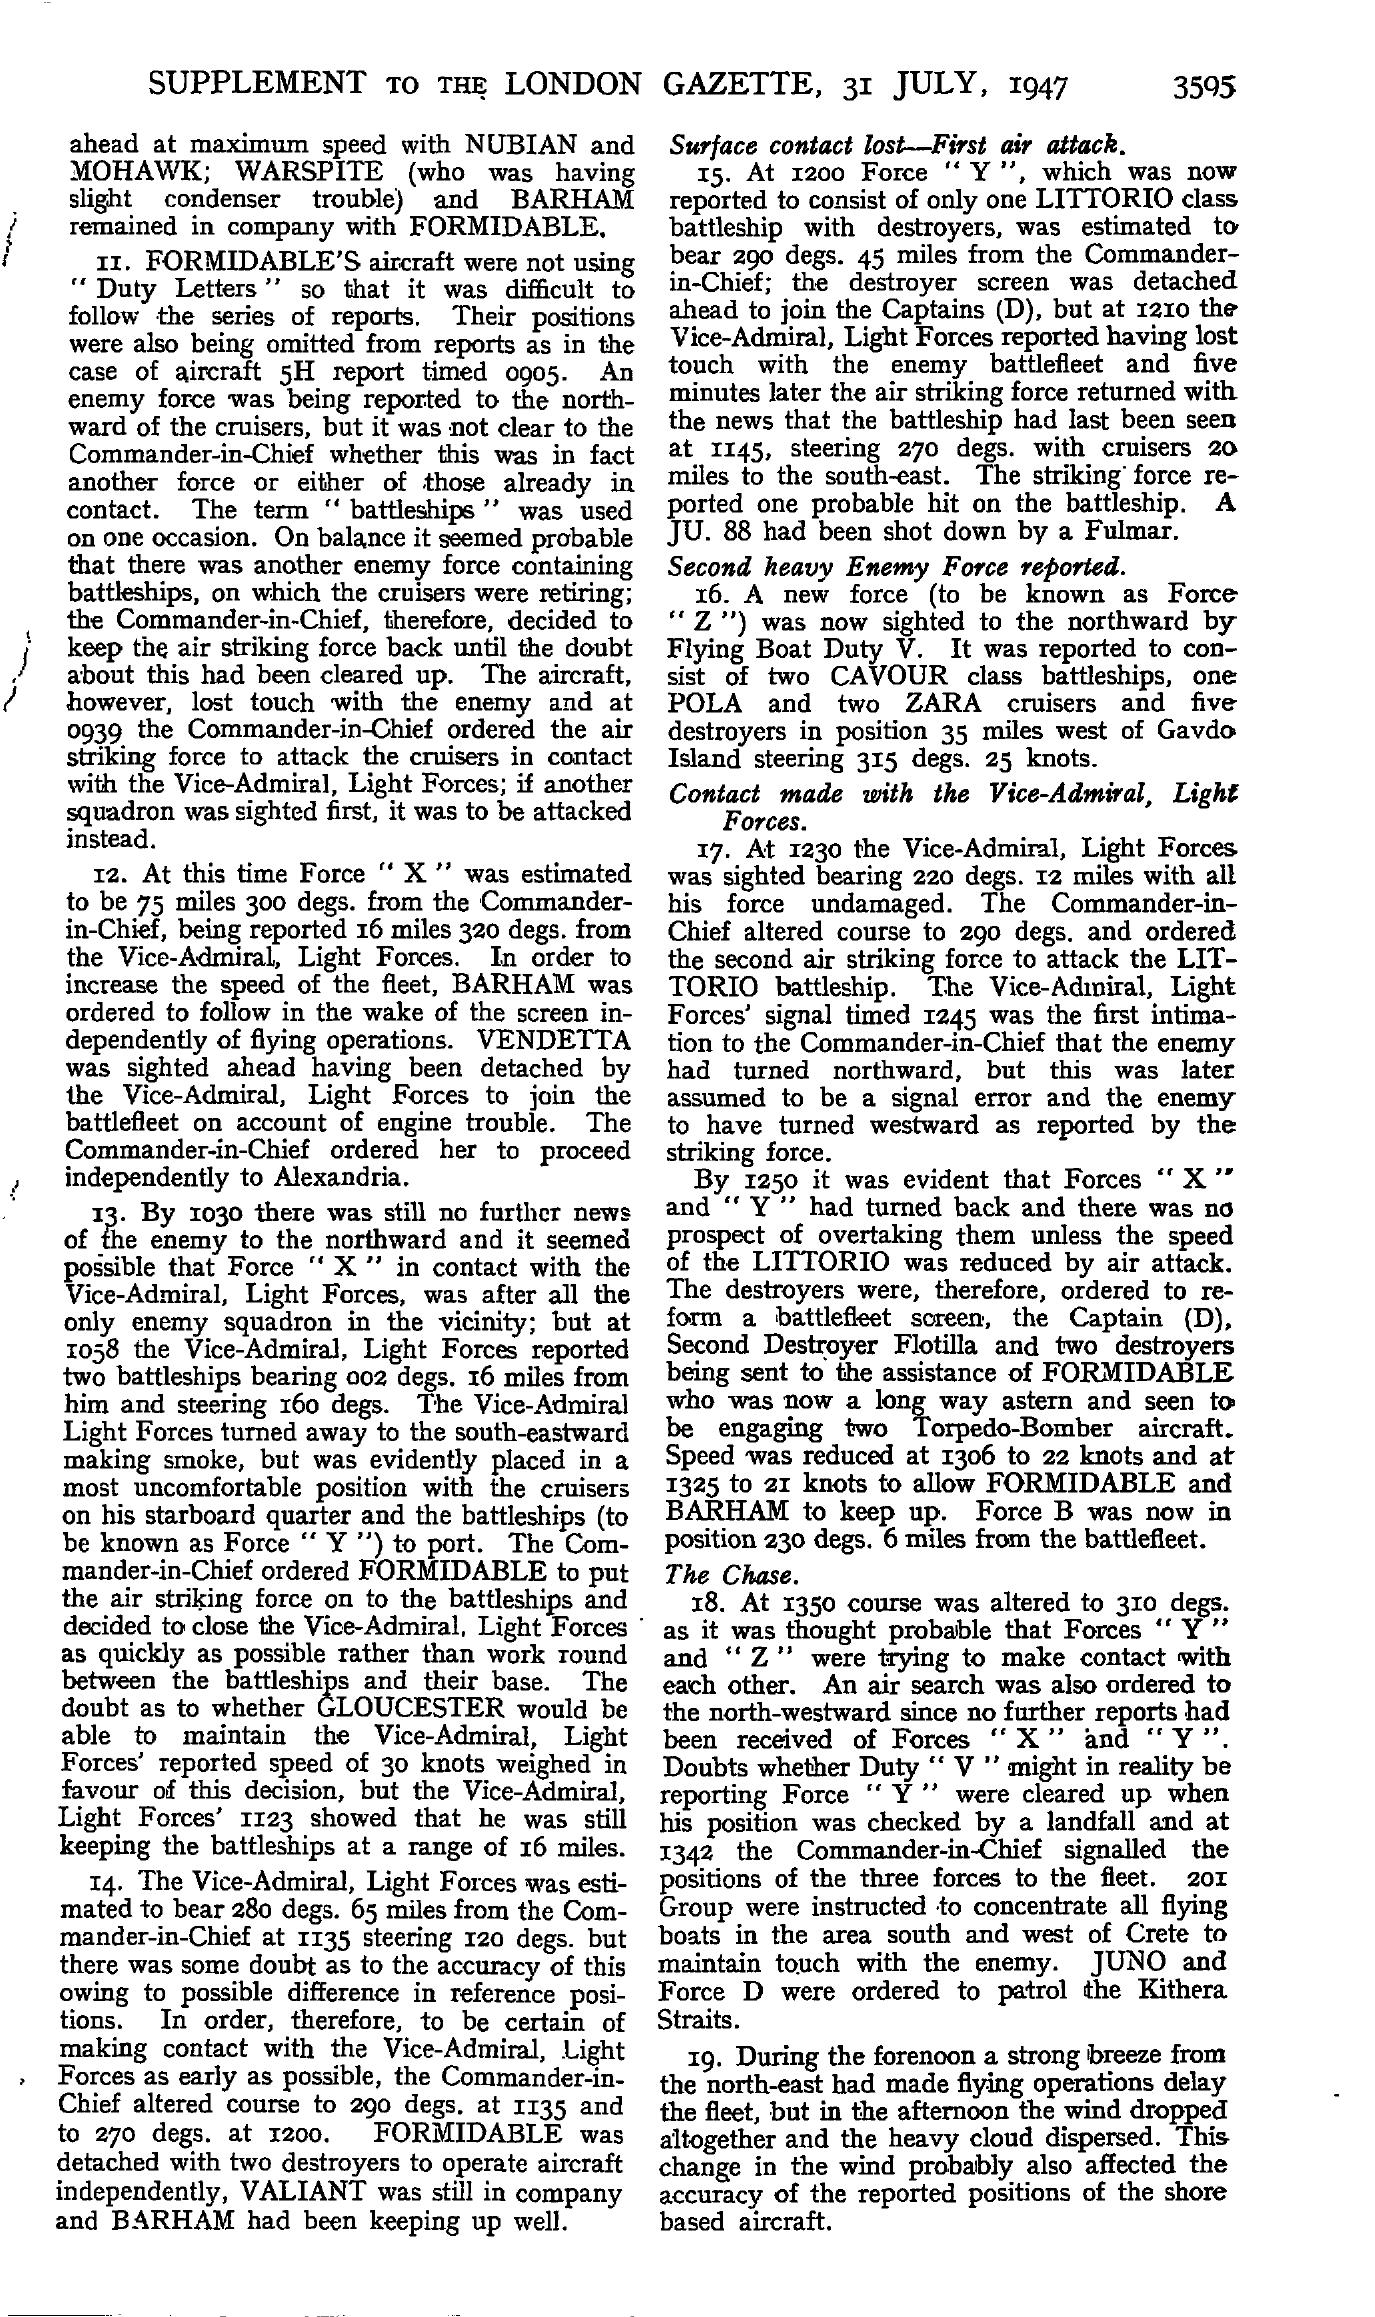 SUPPLEMENT TO THE LONDON GAZETTE, 31 JULY, 1947 3595
ahead at maximum speed with NUBIAN and
MOHAWK; WARSPITE (who was having
slight condenser trouble) and BARHAM
remained in company with FORMIDABLE.
11. FORMIDABLE'S aircraft were not using
" Duty Letters " so that it was difficult to
follow the series of reports. Their positions
were also being omitted from reports as in the
case of aircraft 5H report timed 0905. An
enemy force was being reported to the north-
ward of the cruisers, but it was not clear to the
Commander-in-Chief whether this was in fact
another force or either of those already in
contact. The term " battleships " was used
on one occasion. On balance it seemed probable
that there was another enemy force containing
battleships, on which the cruisers were retiring;
the Commander-in-Chief, therefore, decided to
keep the air striking force back until the doubt
about this had been cleared up. The aircraft,
however, lost touch with the enemy and at
0939 the Commander-in-Chief ordered the air
striking force to attack the cruisers in contact
with the Vice-Admiral, Light Forces; if another
squadron was sighted first, it was to be attacked
instead.
12. At this time Force " X " was estimated
to be 75 miles 300 degs. from the Commander-
in-Chief, being reported 16 miles 320 degs. from
the Vice-Admiral, Light Forces. In order to
increase the speed of the fleet, BARHAM was
ordered to follow in the wake of the screen in-
dependently of flying operations. VENDETTA
was sighted ahead having been detached by
the Vice-Admiral, Light Forces to join the
battlefleet on account of engine trouble. The
Commander-in-Chief ordered her to proceed
independently to Alexandria.
13. By 1030 there was still no further news
of the enemy to the northward and it seemed
possible that Force " X " in contact with the
Vice-Admiral, Light Forces, was after all the
only enemy squadron in the vicinity; but at
1058 the Vice-Admiral, Light Forces reported
two battleships bearing 002 degs. 16 miles from
him and steering 160 degs. The Vice-Admiral
Light Forces turned away to the south-eastward
making smoke, but was evidently placed in a
most uncomfortable position with the cruisers
on his starboard quarter and the battleships (to
be known as Force " Y ") to port. The Com-
mander-in-Chief ordered FORMIDABLE to put
the air striking force on to the battleships and
decided to close the Vice-Admiral, Light Forces
as quickly as possible rather than work round
between the battleships and their base. The
doubt as to whether GLOUCESTER would be
able to maintain the Vice-Admiral, Light
Forces' reported speed of 30 knots weighed in
favour of this decision, but the Vice-Admiral,
Light Forces' 1123 showed that he was still
keeping the battleships at a range of 16 miles.
14. The Vice-Admiral, Light Forces was esti-
mated to bear 280 degs. 65 miles from the Com-
mander-in-Chief at 1135 steering 120 degs. but
there was some doubt as to the accuracy of this
owing to possible difference in reference posi-
tions. In order, therefore, to be certain of
making contact with the Vice-Admiral, Light
Forces as early as possible, the Commander-in-
Chief altered course to 290 degs. at 1135 and
to 270 degs. at 1200. FORMIDABLE was
detached with two destroyers to operate aircraft
independently, VALIANT was still in company
and BARHAM had been keeping up well.
Surface contact lost—First air attack.
15. At 1200 Force " Y ", which was now
reported to consist of only one LITTORIO class
battleship with destroyers, was estimated to
bear 290 degs. 45 miles from the Commander-
in-Chief; the destroyer screen was detached
ahead to join the Captains (D), but at 1210 the
Vice-Admiral, Light Forces reported having lost
touch with the enemy battlefleet and five
minutes later the air striking force returned with
the news that the battleship had last been seen
at 1145, steering 270 degs. with cruisers 20
miles to the south-east. The striking force re-
ported one probable hit on the battleship. A
JU. 88 had been shot down by a Fulmar.
Second heavy Enemy Force reported.
16. A new force (to be known as Force
" Z ") was now sighted to the northward by
Flying Boat Duty V. It was reported to con-
sist of two CAVOUR class battleships, one
POLA and two ZARA cruisers and five
destroyers in position 35 miles west of Gavdo
Island steering 315 degs. 25 knots.
Contact made with the Vice-Admiral, Light
Forces.
17. At 1230 the Vice-Admiral, Light Forces
was sighted bearing 220 degs. 12 miles with all
his force undamaged. The Commander-in-
Chief altered course to 290 degs. and ordered
the second air striking force to attack the LIT-
TORIO battleship. The Vice-Admiral, Light
Forces' signal timed 1245 was the first intima-
tion to the Commander-in-Chief that the enemy
had turned northward, but this was later
assumed to be a signal error and the enemy
to have turned westward as reported by the
striking force.
By 1250 it was evident that Forces " X "
and " Y " had turned back and there was no
prospect of overtaking them unless the speed
of the LITTORIO was reduced by air attack.
The destroyers were, therefore, ordered to re-
form a battlefleet screen, the Captain (D),
Second Destroyer Flotilla and two destroyers
being sent to the assistance of FORMIDABLE
who was now a long way astern and seen to
be engaging two Torpedo-Bomber aircraft.
Speed was reduced at 1306 to 22 knots and at
1325 to 21 knots to allow FORMIDABLE and
BARHAM to keep up. Force B was now in
position 230 degs. 6 miles from the battlefleet.
The Chase.
18. At 1350 course was altered to 310 degs.
as it was thought probable that Forces " Y "
and " Z " were trying to make contact with
each other. An air search was also ordered to
the north-westward since no further reports had
been received of Forces " X " and " Y ".
Doubts whether Duty " V " might in reality be
reporting Force " Y " were cleared up when
his position was checked by a landfall and at
1342 the Commander-in-Chief signalled the
positions of the three forces to the fleet. 201
Group were instructed to concentrate all flying
boats in the area south and west of Crete to
maintain touch with the enemy. JUNO and
Force D were ordered to patrol the Kithera
Straits.
19. During the forenoon a strong breeze from
the north-east had made flying operations delay
the fleet, but in the afternoon the wind dropped
altogether and the heavy cloud dispersed. This
change in the wind probably also affected the
accuracy of the reported positions of the shore
based aircraft.